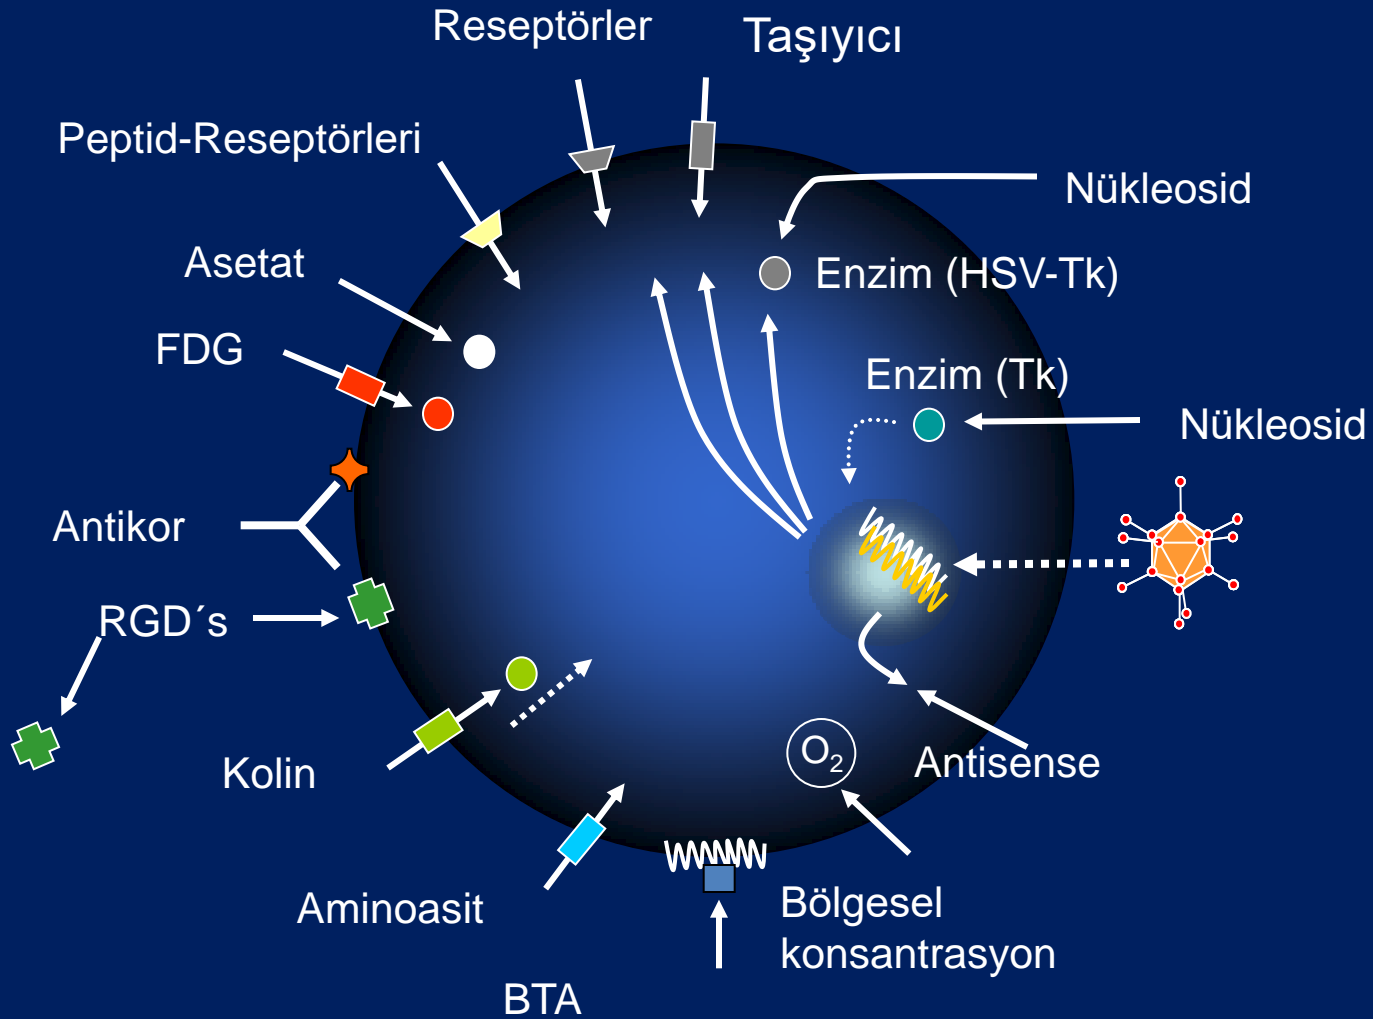 Reseptörler
Taşıyıcı
Peptid-Reseptörleri
Nükleosid
Asetat
Enzim (HSV-Tk)
FDG
Enzim (Tk)
Nükleosid
Antikor
RGD´s
Kolin
O₂
Antisense
Aminoasit
Bölgesel
konsantrasyon
BTA